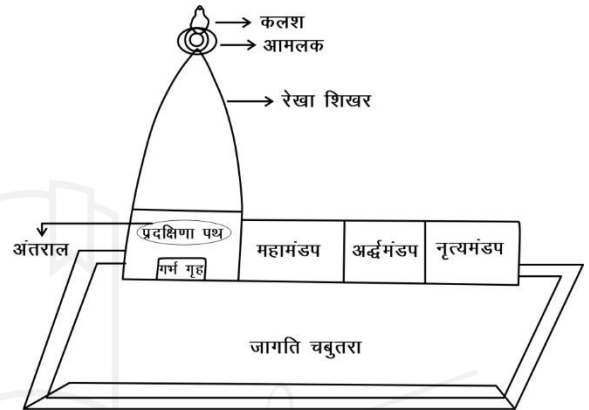 कलश
आमलक
रेखा शिखर
प्रदक्षिणा पथ
अंतराल
महामंडप
अर्द्धमंडप
नृत्यमंडप
गर्भ गृह
जागति चबुतरा